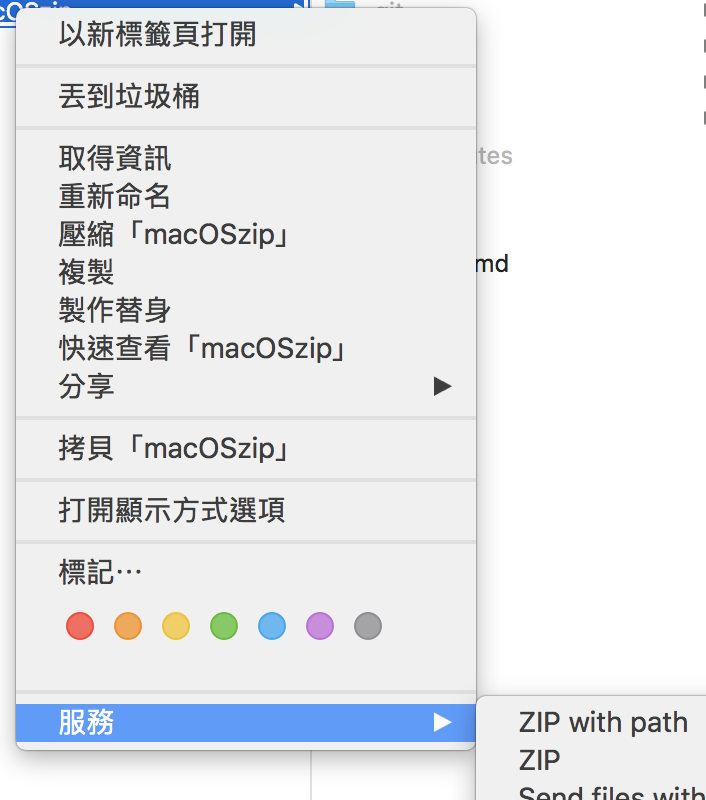 以新標籤頁打開
丟到垃圾桶
取得資訊
重新命名
壓縮「macOSzip」
複製
製作替身
快速查看「macOSzip」
分享
拷貝「macOSzip」
打開顯示方式選項
標記…
服務
ZIP with path
ZIP
Send files with
tes
md